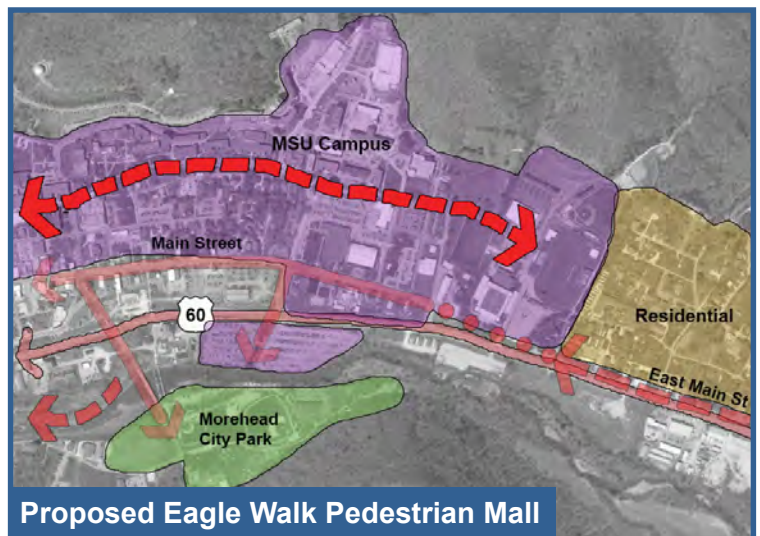 MSU Campus
Main Street
60
Residential
East Main St
Morehead
City Park
Proposed Eagle Walk Pedestrian Mall